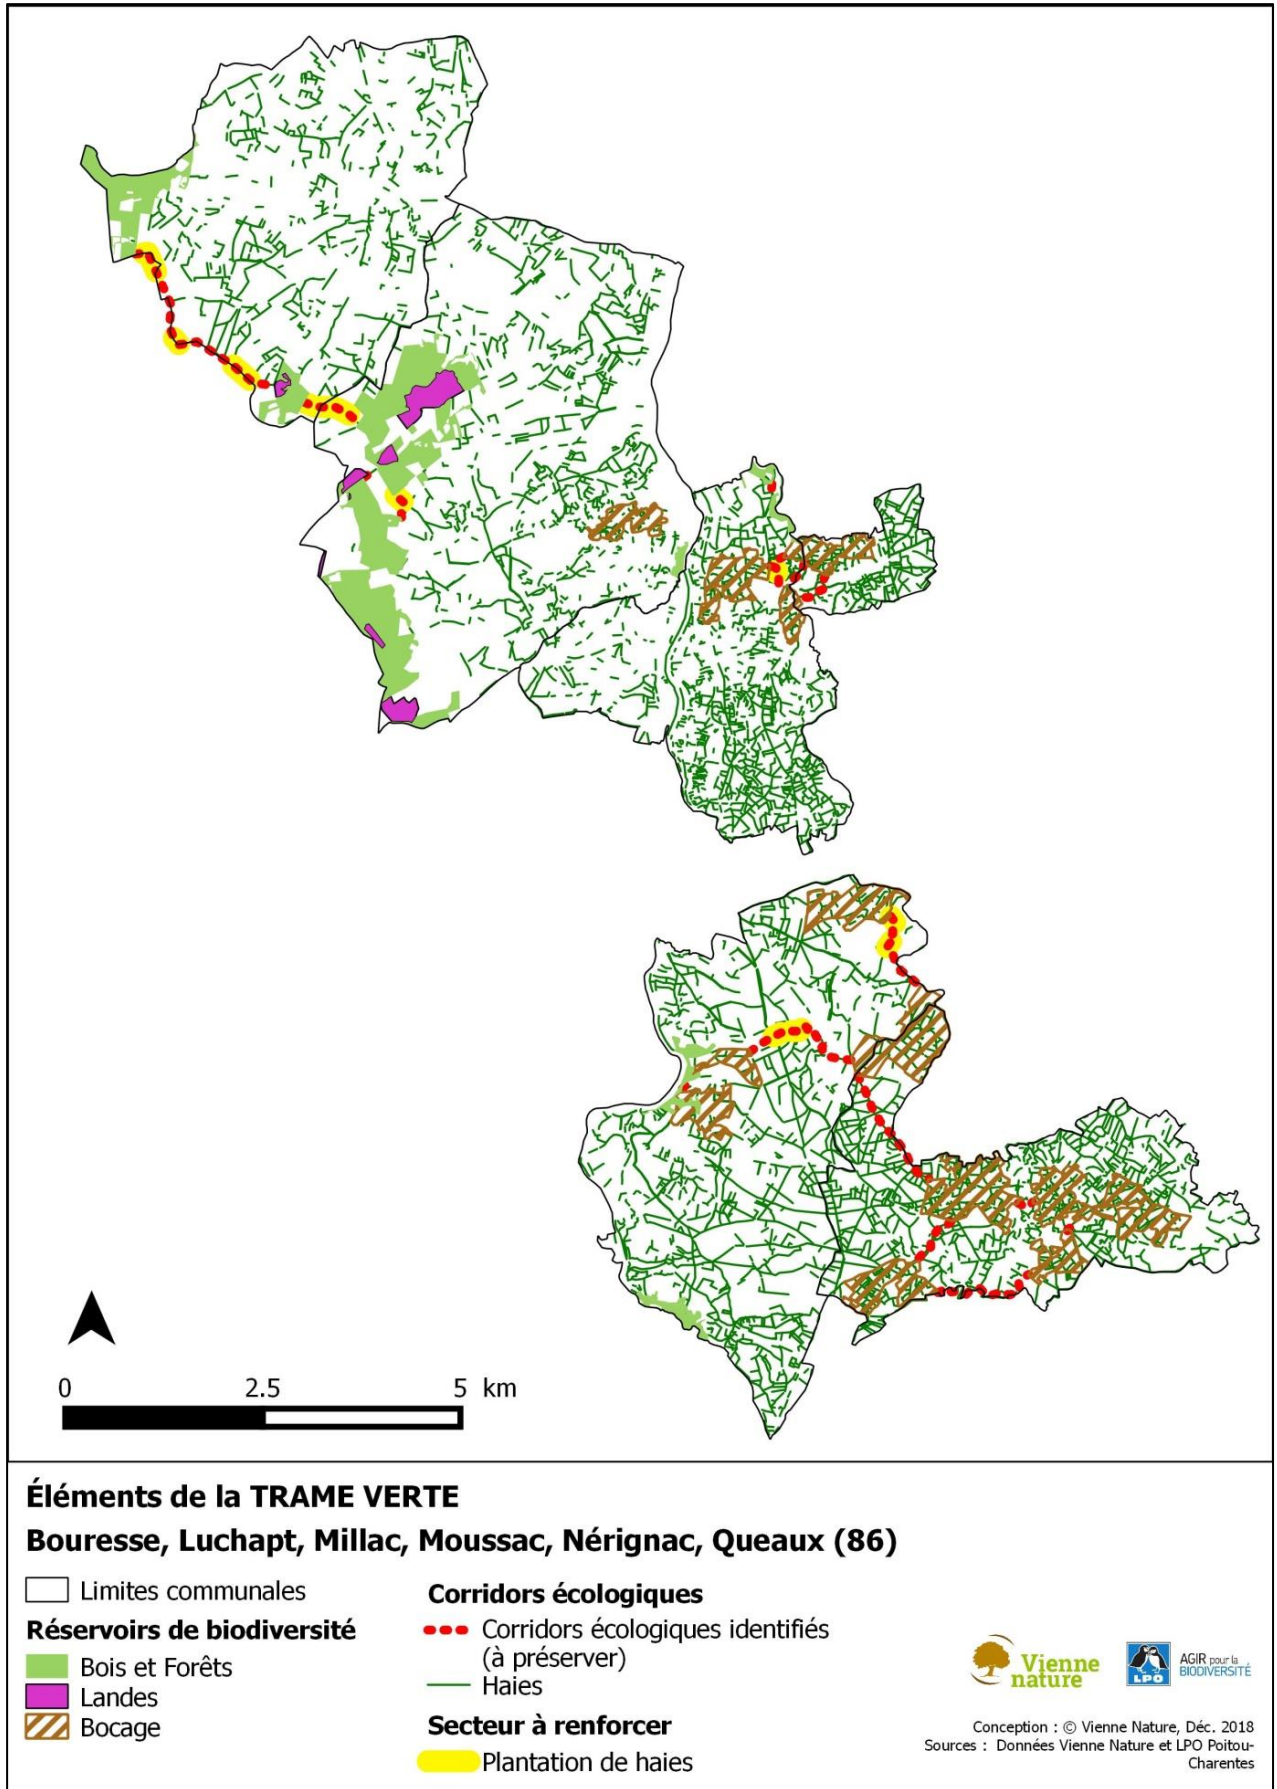 0 2.5 5 km
Éléments de la TRAME VERTE
Bouresse, Luchapt, Millac, Moussac, Nérignac, Queaux (86)
Limites communales
Réservoirs de biodiversité
Bois et Forêts
Landes
Bocage
Corridors écologiques
Corridors écologiques identifiés
(à préserver)
Haies
Secteur à renforcer
Plantation de haies
Vienne
nature
LPO
AGIR pour la
BIODIVERSITÉ
Conception : © Vienne Nature, Déc. 2018
Sources : Données Vienne Nature et LPO Poitou-
Charentes